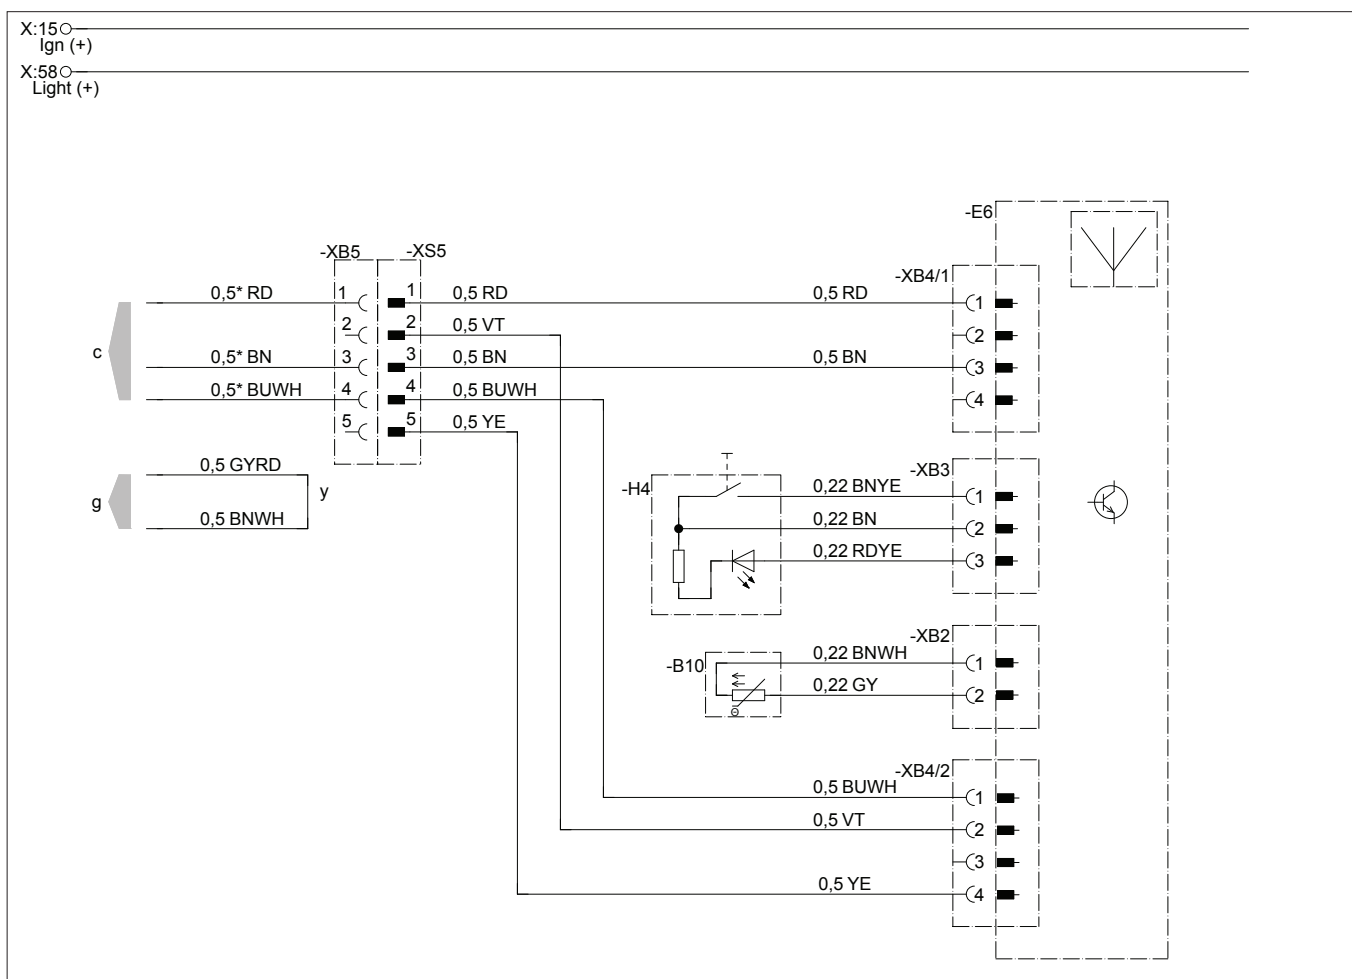 X:15
Ign (+)
X:58
Light (+)
-E6
-XB5 -XS5
-XB4/1
0,5* RD 1 1 0,5 RD 0,5 RD 1
2 2 0,5 VT 2
c 0,5* BN 3 3 0,5 BN 0,5 BN 3
0,5* BUWH 4 4 0,5 BUWH 4
5 5 0,5 YE
0,5 GYRD
-XB3
y
-H4 0,22 BNYE 1
g
0,5 BNWH 0,22 BN 2
0,22 RDYE 3
-XB2
-B10 0,22 BNWH 1
0,22 GY 2
Θ
-XB4/2
0,5 BUWH 1
0,5 VT 2
3
0,5 YE 4